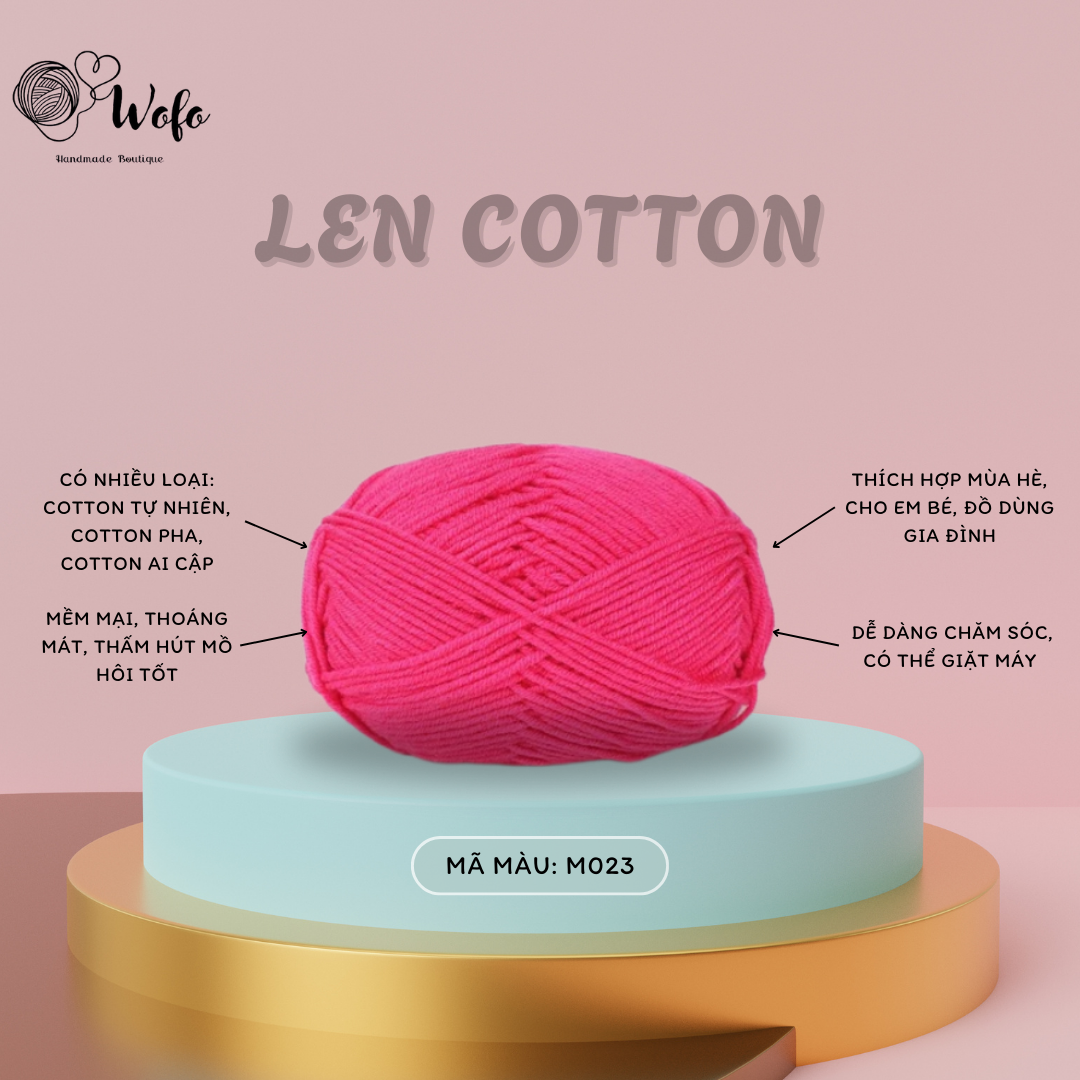 Wofo
Handmade Boutique
LEN COTTON
CÓ NHIỀU LOẠI:
COTTON TỰ NHIÊN,
COTTON PHA,
COTTON AI CẬP
MỀM MẠI, THOÁNG
MÁT, THẤM HÚT MỒ
HÔI TỐT
THÍCH HỢP MÙA HÈ,
CHO EM BÉ, ĐỒ DÙNG
GIA ĐÌNH
DỄ DÀNG CHĂM SÓC,
CÓ THỂ GIẶT MÁY
MÃ MÀU: M023